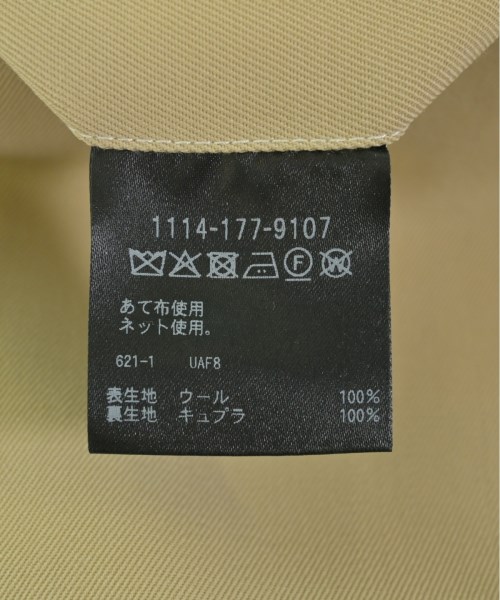 1114-177-9107
F W
あて布使用
ネット使用。
621-1 UAF8
表生地 ウール 100%
裏生地 キュプラ 100%